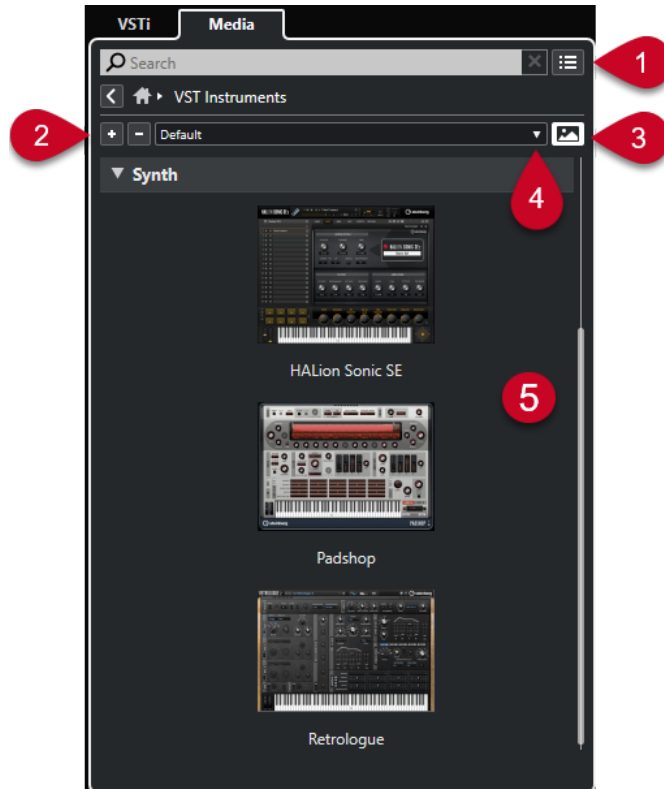 VSTi Media
Search
1
VST Instruments
2
Default
3
4
Synth
HALion Sonic SE
5
Padshop
Retrologue